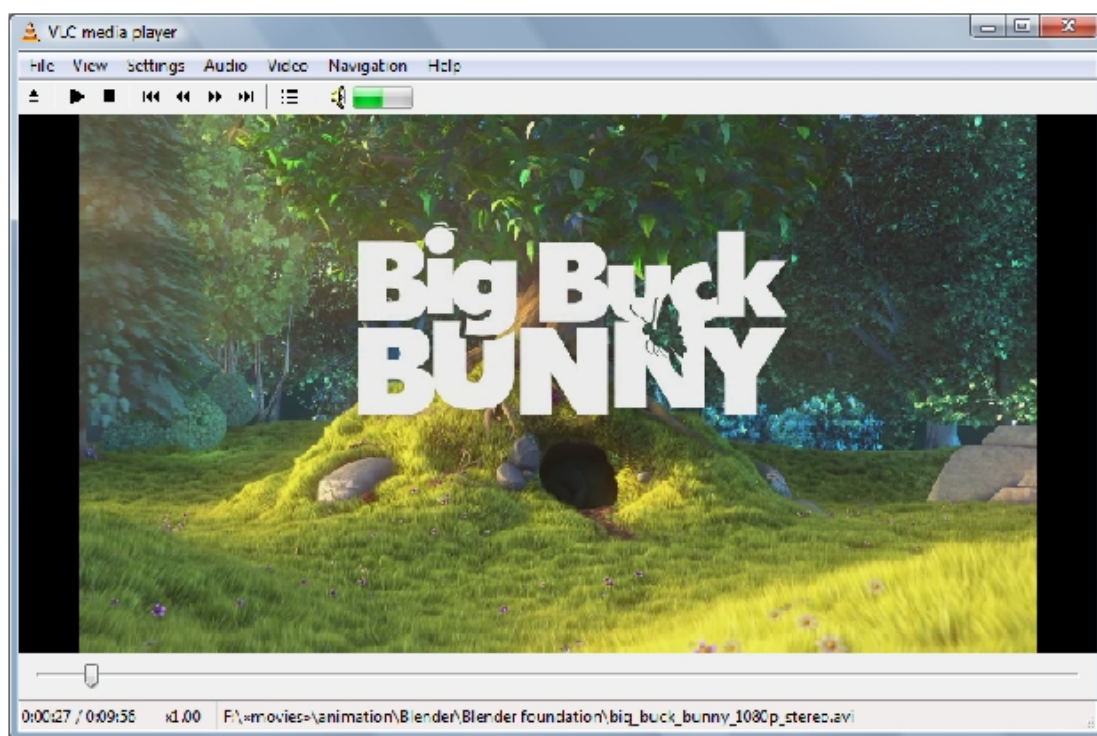 VLC media player
File View Settings Audio Video Navigation Help
Big Buck
BUNNY
0:00:27 / 0:09:56 x1.00 F:\«movies»\animation\Blender\Blender foundation\big_buck_bunny_1080p_stereo.avi